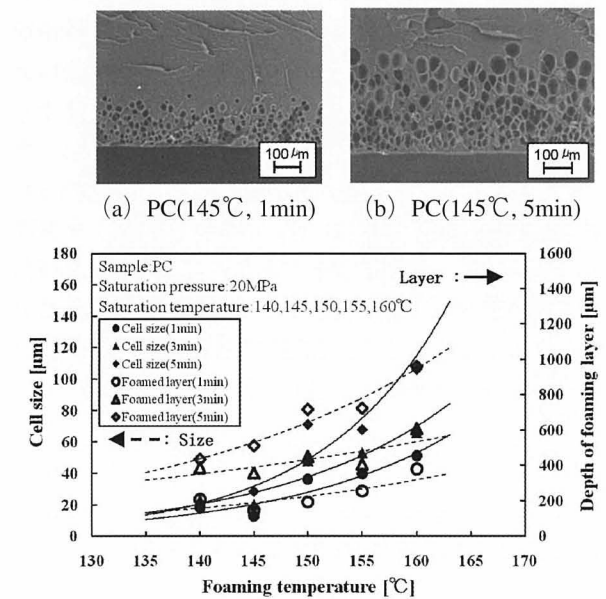 100 μm
100 μm
(a) PC(145℃, 1min)
(b) PC(145℃, 5min)
180
160
140
120
100
80
60
40
20
0
Cell size [μm]
Sample:PC
Saturation pressure:20MPa
Saturation temperature:140,145,150,155,160℃
Cell size(1min)
Cell size(3min)
Cell size(5min)
Foamed layer(1min)
Foamed layer(3min)
Foamed layer(5min)
: Size
Layer :
1600
1400
1200
1000
800
600
400
200
0
Depth of foaming layer [μm]
130 135 140 145 150 155 160 165 170
Foaming temperature [℃]